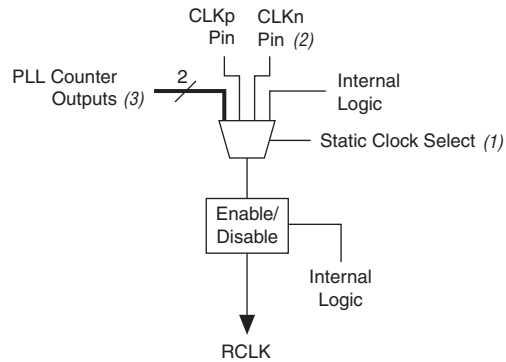 CLKp
Pin
CLKn
Pin (2)
PLL Counter
Outputs (3)
2
Internal
Logic
Static Clock Select (1)
Enable/
Disable
Internal
Logic
RCLK